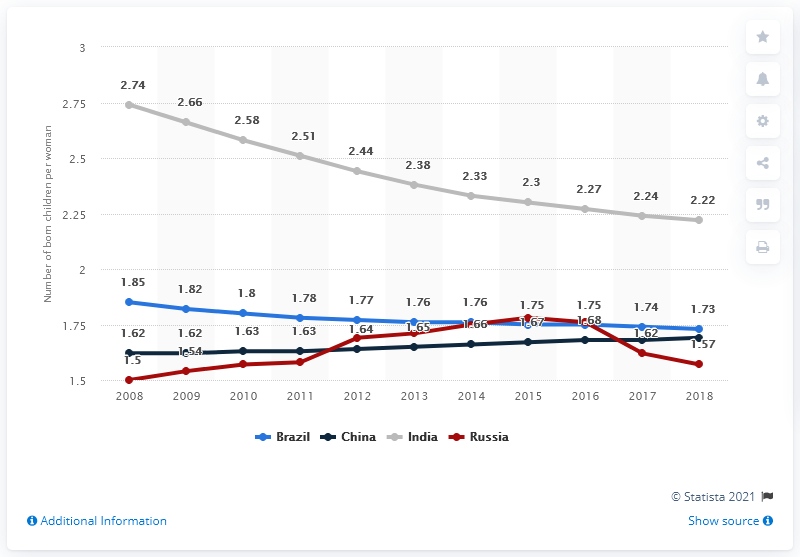 3
2.75
2.5
2.25
2
1.75
1.5
Number of born children per woman
2.74 2.66 2.58 2.51 2.44 2.38 2.33 2.3 2.27 2.24 2.22
1.85 1.82 1.8 1.78 1.77 1.76 1.76 1.75 1.75 1.74 1.73
1.62 1.62 1.63 1.63 1.64 1.65 1.66 1.67 1.68
1.5 1.54 1.62 1.57
2008 2009 2010 2011 2012 2013 2014 2015 2016 2017 2018
Brazil China India Russia
© Statista 2021
Additional Information
Show source